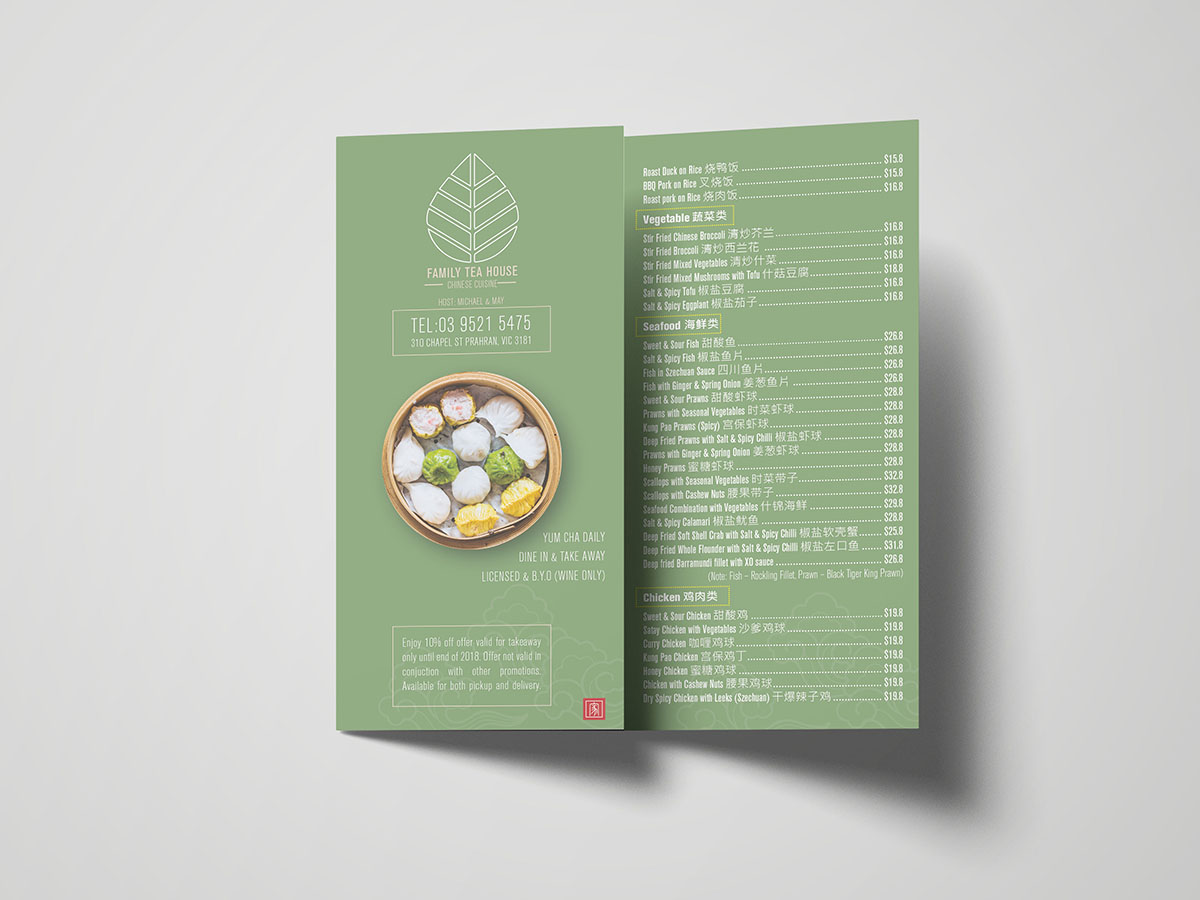 FAMILY TEA HOUSE
CHINESE CUISINE
HOST: MICHAEL & MAY
TEL:03 9521 5475
310 CHAPEL ST PRAHRAN, VIC 3181
YUM CHA DAILY
DINE IN & TAKE AWAY
LICENSED & B.Y.O (WINE ONLY)
Enjoy 10% off offer valid for takeaway
only until end of 2018. Offer not valid in
conjuction with other promotions.
Available for both pickup and delivery.
家
Roast Duck on Rice 烧鸭饭 $15.8
BBQ Pork on Rice 叉烧饭 $15.8
Roast pork on Rice 烧肉饭 $16.8
Vegetable 蔬菜类
Stir Fried Chinese Broccoli 清炒芥兰 $16.8
Stir Fried Broccoli 清炒西兰花 $16.8
Stir Fried Mixed Vegetables 清炒什菜 $16.8
Stir Fried Mixed Mushrooms with Tofu 什菇豆腐 $18.8
Salt & Spicy Tofu 椒盐豆腐 $16.8
Salt & Spicy Eggplant 椒盐茄子 $16.8
Seafood 海鲜类
Sweet & Sour Fish 甜酸鱼 $26.8
Salt & Spicy Fish 椒盐鱼片 $26.8
Fish in Szechuan Sauce 四川鱼片 $26.8
Fish with Ginger & Spring Onion 姜葱鱼片 $26.8
Sweet & Sour Prawns 甜酸虾球 $28.8
Prawns with Seasonal Vegetables 时菜虾球 $28.8
Kung Pao Prawns (Spicy) 宫保虾球 $28.8
Deep Fried Prawns with Salt & Spicy Chilli 椒盐虾球 $28.8
Prawns with Ginger & Spring Onion 姜葱虾球 $28.8
Honey Prawns 蜜糖虾球 $28.8
Scallops with Seasonal Vegetables 时菜带子 $32.8
Scallops with Cashew Nuts 腰果带子 $32.8
Seafood Combination with Vegetables 什锦海鲜 $29.8
Salt & Spicy Calamari 椒盐鱿鱼 $28.8
Deep Fried Soft Shell Crab with Salt & Spicy Chilli 椒盐软壳蟹 $25.8
Deep Fried Whole Flounder with Salt & Spicy Chilli 椒盐左口鱼 $31.8
Deep fried Barramundi fillet with XO sauce $26.8
(Note: Fish – Rockling Fillet; Prawn – Black Tiger King Prawn)
Chicken 鸡肉类
Sweet & Sour Chicken 甜酸鸡 $19.8
Satay Chicken with Vegetables 沙爹鸡球 $19.8
Curry Chicken 咖喱鸡球 $19.8
Kung Pao Chicken 宫保鸡丁 $19.8
Honey Chicken 蜜糖鸡球 $19.8
Chicken with Cashew Nuts 腰果鸡球 $19.8
Dry Spicy Chicken with Leeks (Szechuan) 干爆辣子鸡 $19.8